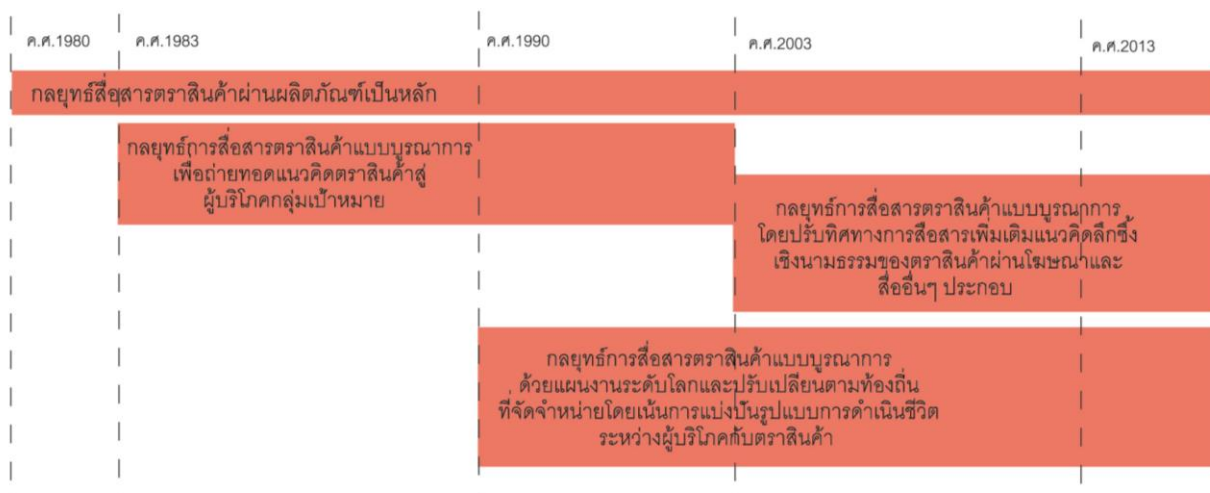 ค.ศ.1980
ค.ศ.1983
ค.ศ.1990
ค.ศ.2003
ค.ศ.2013
กลยุทธ์สื่อสารตราสินค้าผ่านผลิตภัณฑ์เป็นหลัก
กลยุทธ์การสื่อสารตราสินค้าแบบบูรณาการ
เพื่อถ่ายทอดแนวคิดตราสินค้าสู่
ผู้บริโภคกลุ่มเป้าหมาย
กลยุทธ์การสื่อสารตราสินค้าแบบบูรณาการ
โดยปรับทิศทางการสื่อสารเพิ่มเติมแนวคิดลึกซึ้ง
เชิงนามธรรมของตราสินค้าผ่านโฆษณาและ
สื่ออื่นๆ ประกอบ
กลยุทธ์การสื่อสารตราสินค้าแบบบูรณาการ
ด้วยแผนงานระดับโลกและปรับเปลี่ยนตามท้องถิ่น
ที่จัดจำหน่ายโดยเน้นการแบ่งปันรูปแบบการดำเนินชีวิต
ระหว่างผู้บริโภคกับตราสินค้า